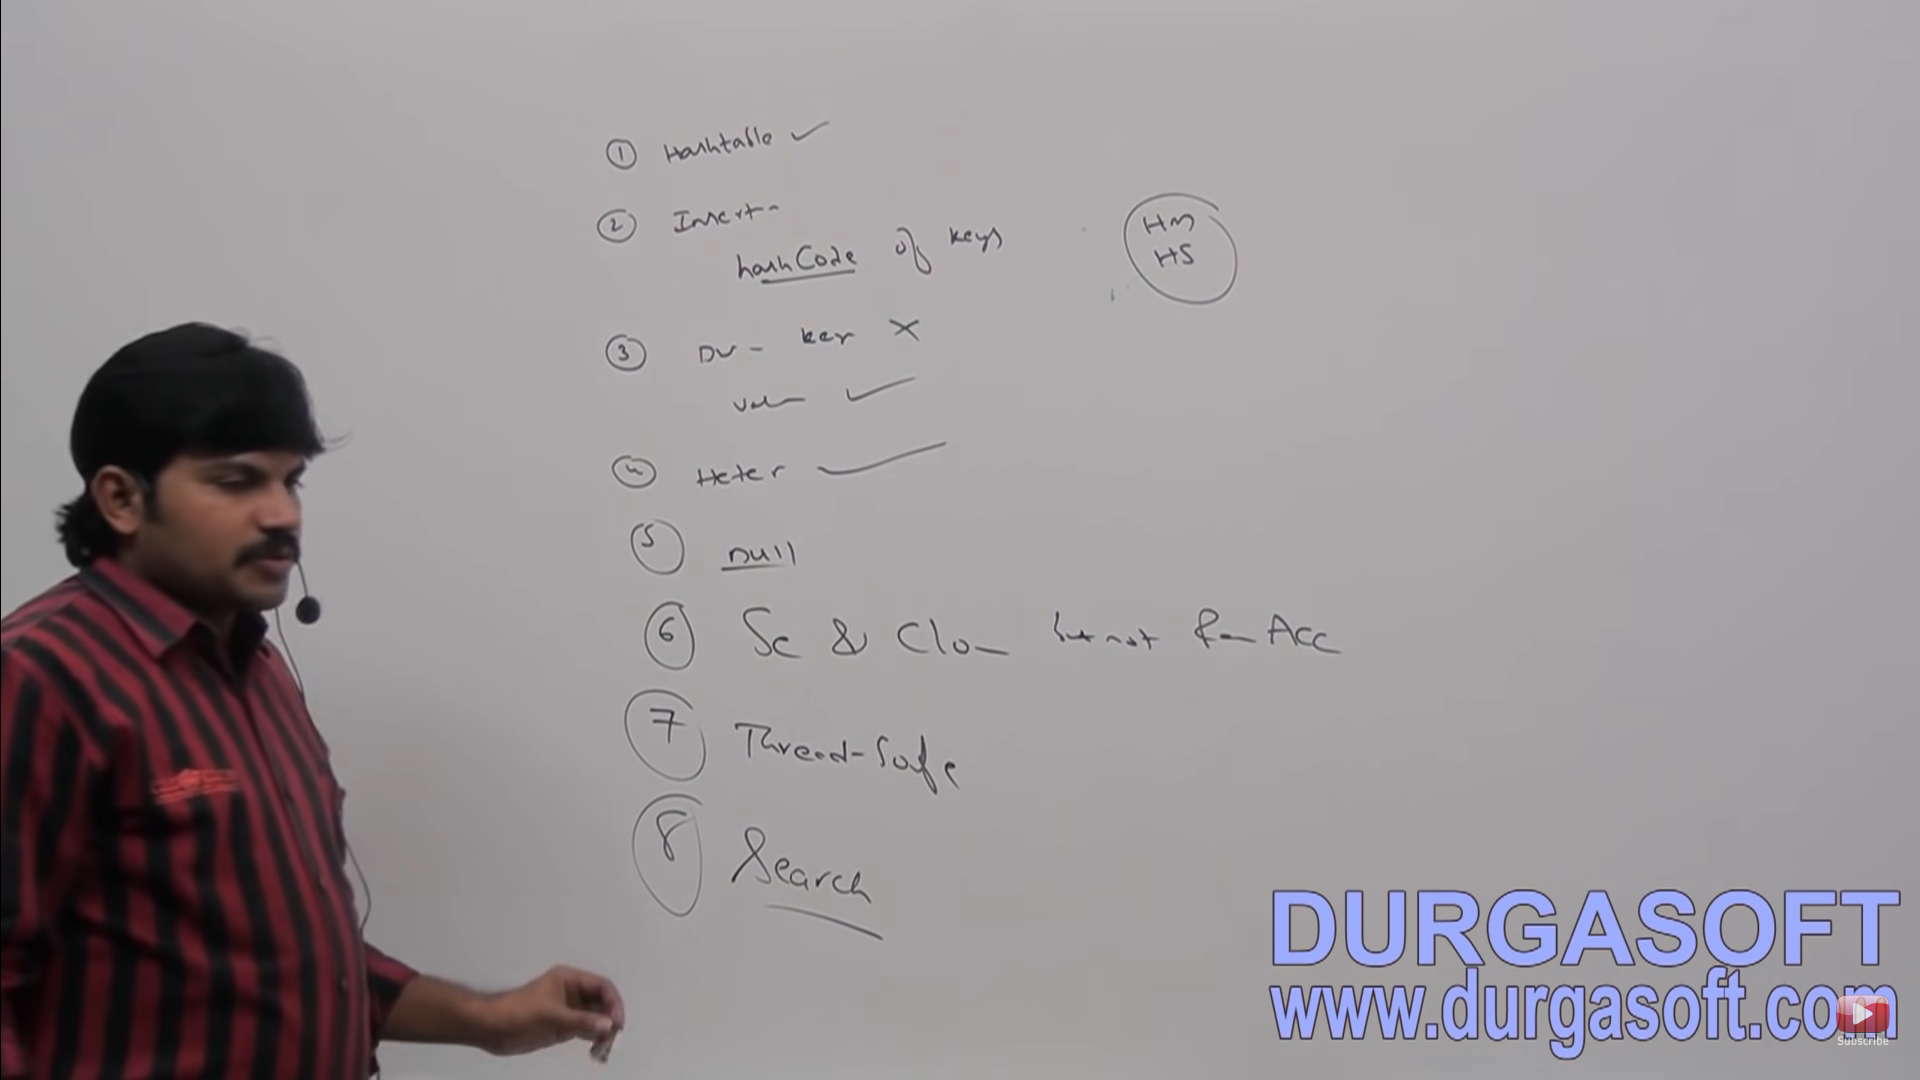 ① Hashtable ✓
② Insert-
hashCode of keys
HM
HS
③ Du- key ✗
val ✓
④ Heter ✓
⑤ null
⑥ Sc & Clo- but not Ran Acc
⑦ Thread-Safe
⑧ Search
DURGASOFT
www.durgasoft.com
Subscribe